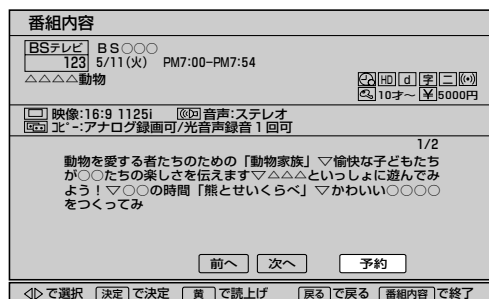 番組内容
BSテレビ BS○○○
123 5/11(火) PM7:00-PM7:54
△△△△動物
HD d 字 二
10才～ ¥5000円
映像:16:9 1125i 音声:ステレオ
コピー:アナログ録画可/光音声録音1回可
1/2
動物を愛する者たちのための「動物家族」▽愉快な子どもたち
が○○たちの楽しさを伝えます▽△△△といっしょに遊んでみ
よう！▽○○の時間「熊とせいくらべ」▽かわいい○○○○
をつくってみ
前へ 次へ 予約
◁▷で選択 決定で決定 黄で読上げ 戻るで戻る 番組内容で終了